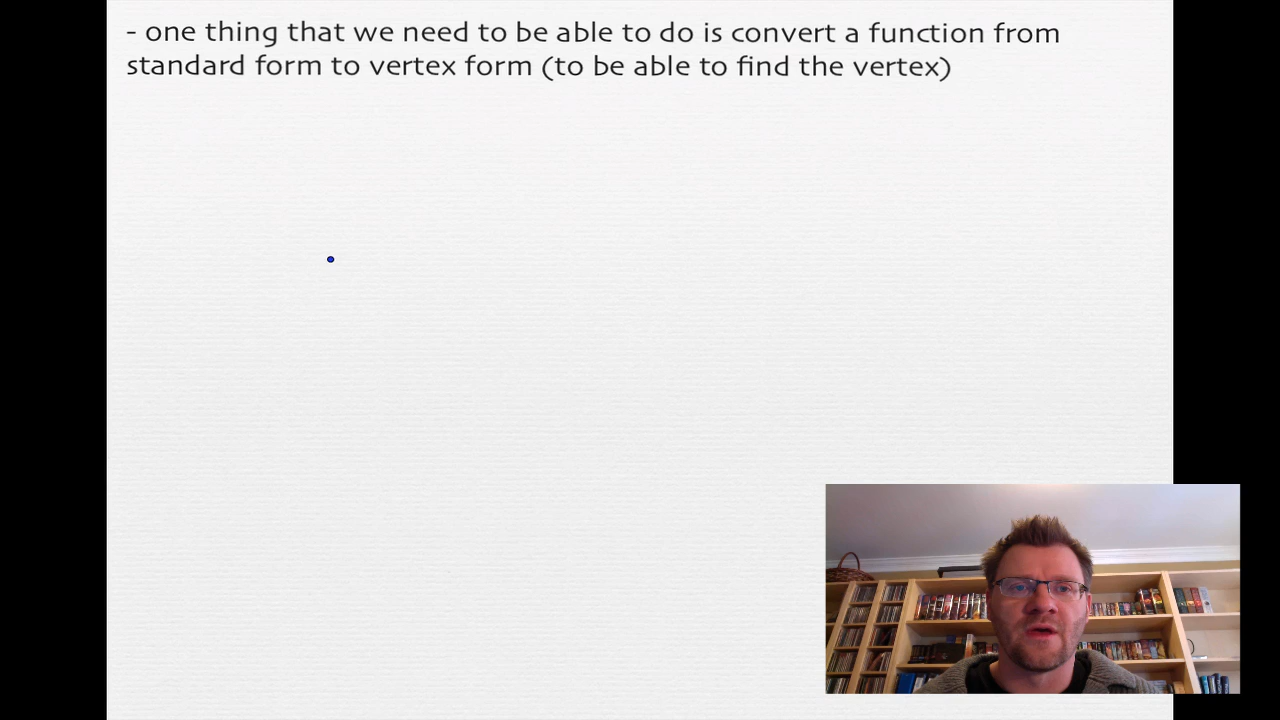 - one thing that we need to be able to do is convert a function from
standard form to vertex form (to be able to find the vertex)